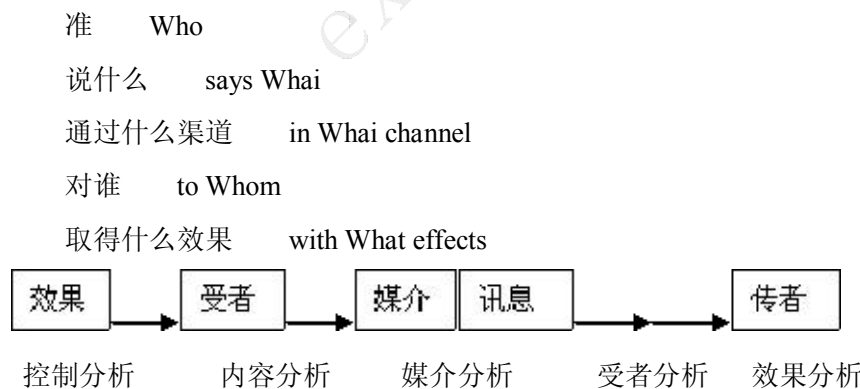 准 Who
说什么 says Whai
通过什么渠道 in Whai channel
对谁 to Whom
取得什么效果 with What effects
效果 受者 媒介 讯息 传者
控制分析 内容分析 媒介分析 受者分析 效果分析